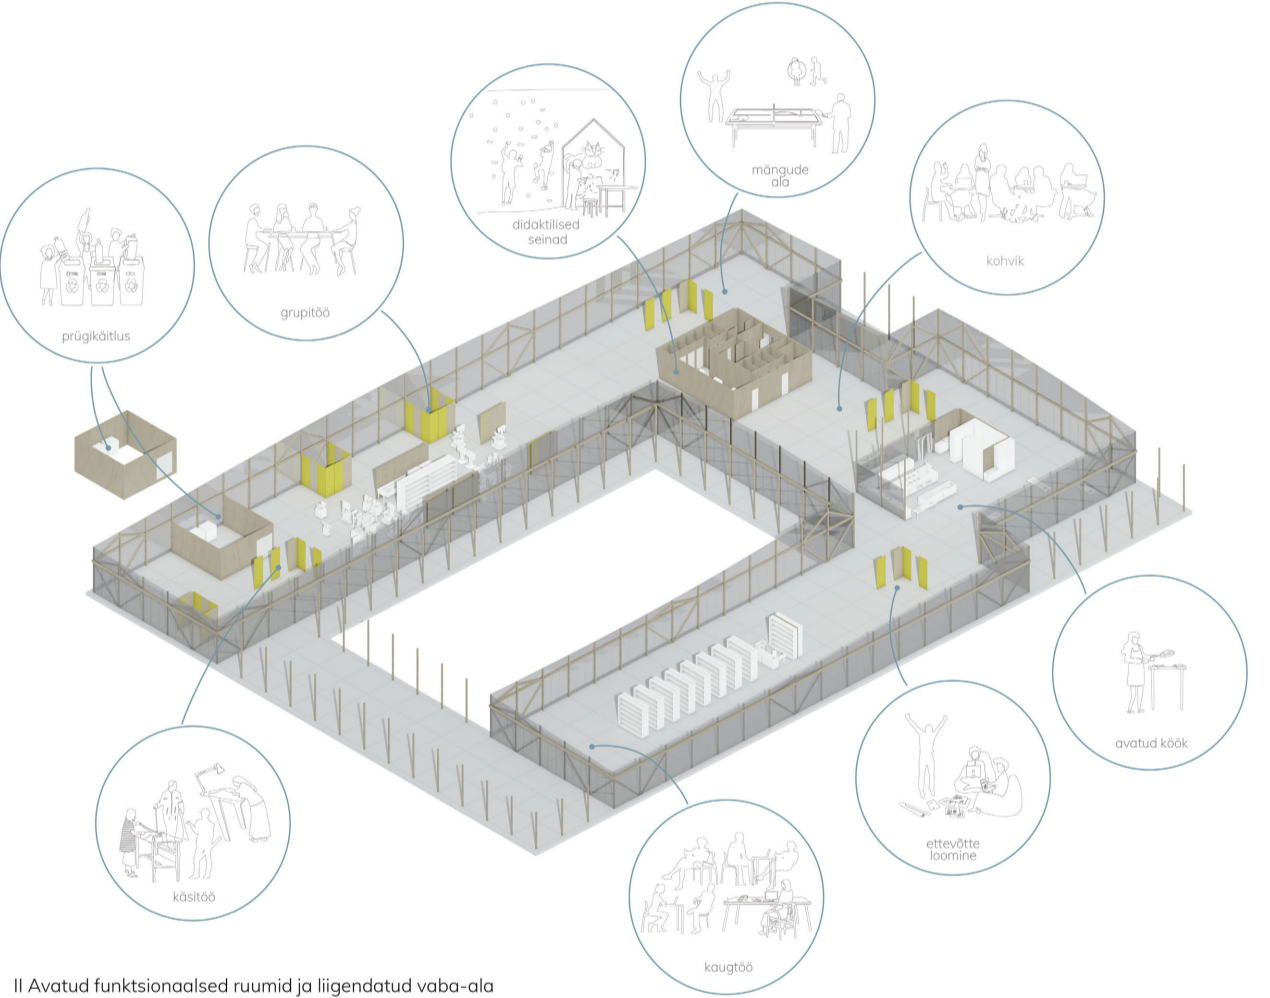 mängude
ala
didaktilised
seinad
kohvik
grupitöö
prügikäitlus
avatud köök
ettevõtte
loomine
käsitöö
kaugtöö
II Avatud funktsionaalsed ruumid ja liigendatud vaba-ala